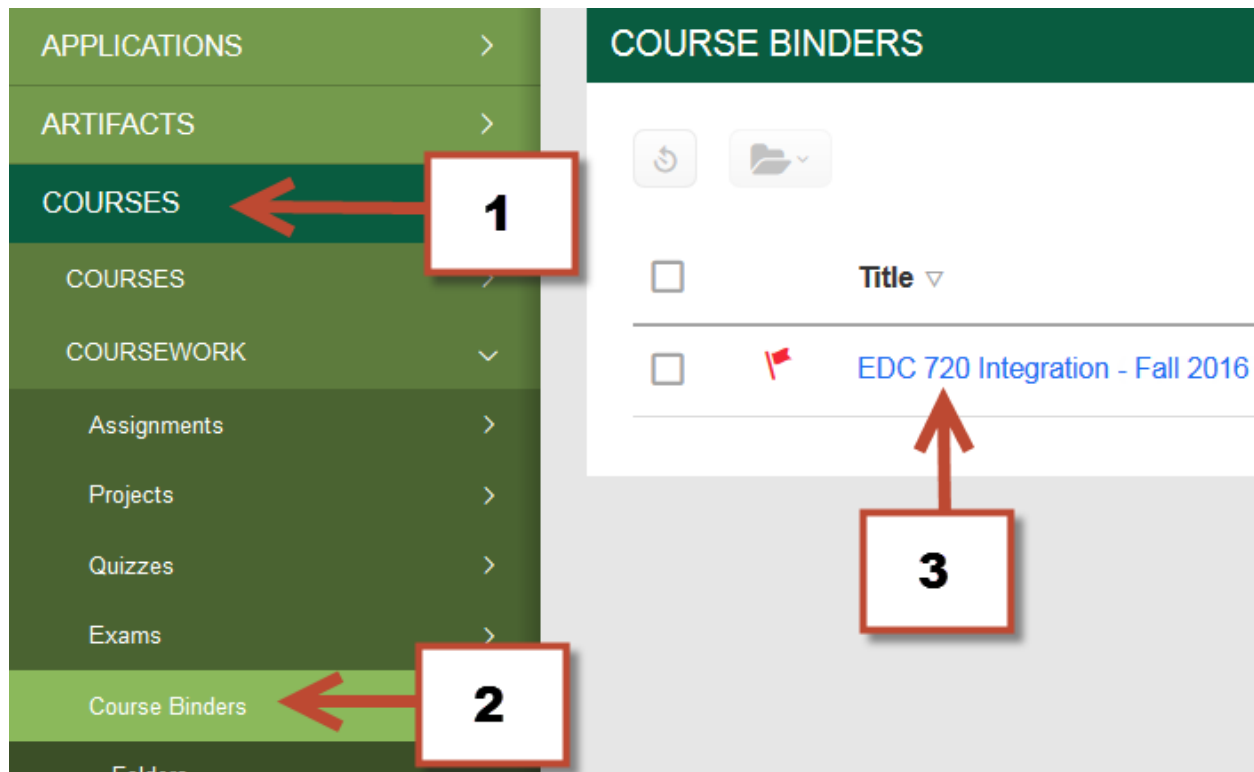 APPLICATIONS
ARTIFACTS
COURSES
1
COURSES
COURSEWORK
Assignments
Projects
Quizzes
Exams
Course Binders
2
Folders
COURSE BINDERS
Title
EDC 720 Integration - Fall 2016
3